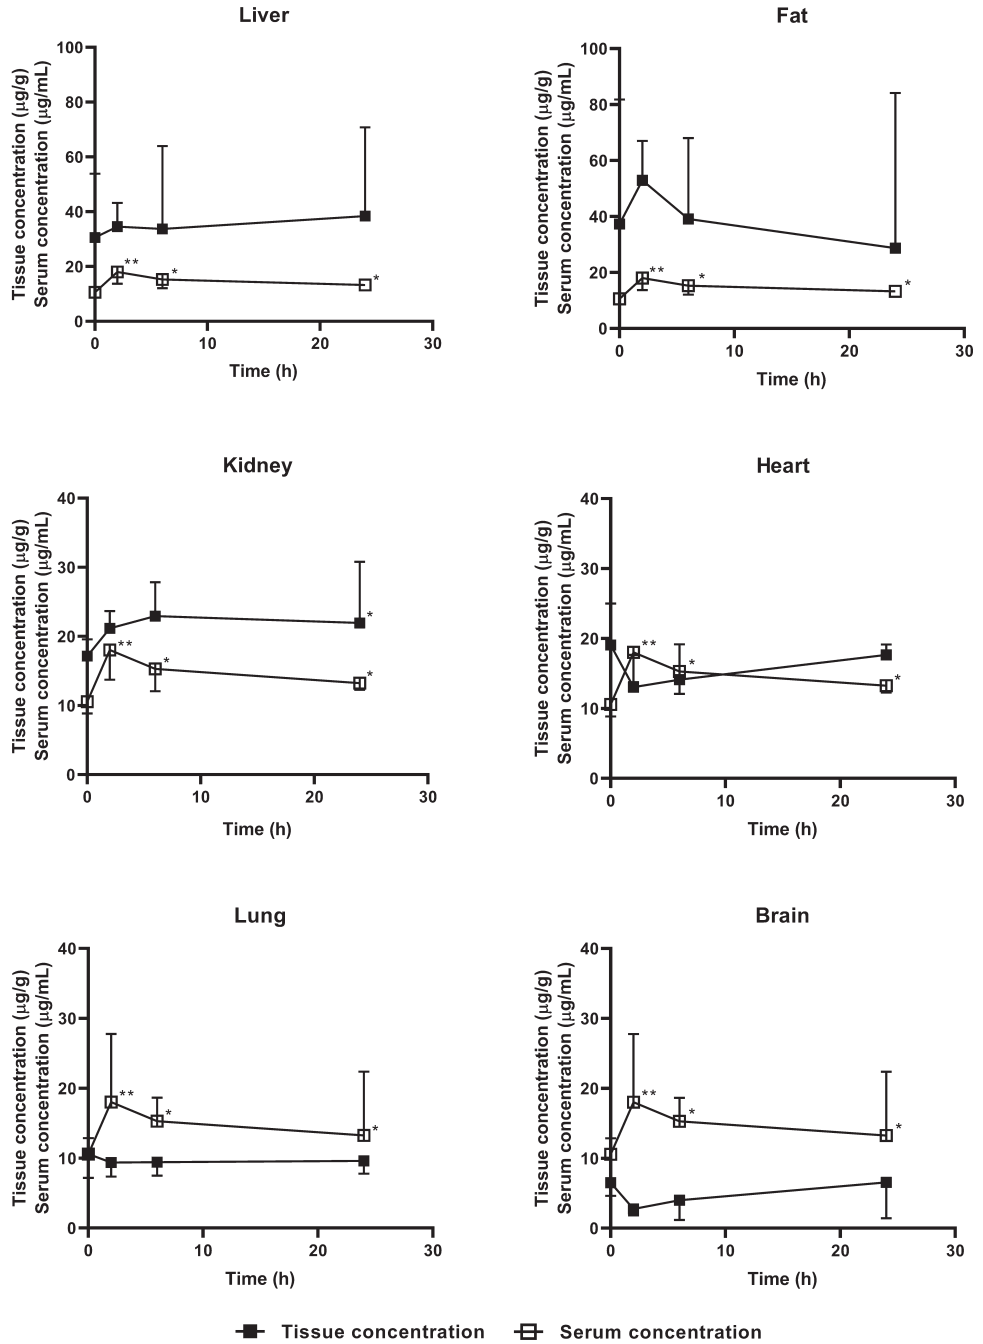 Liver
Tissue concentration (μg/g)
Serum concentration (μg/mL)
100
80
60
40
20
0
** * *
0 10 20 30
Time (h)
Fat
Tissue concentration (μg/g)
Serum concentration (μg/mL)
100
80
60
40
20
0
** * *
0 10 20 30
Time (h)
Kidney
Tissue concentration (μg/g)
Serum concentration (μg/mL)
40
30
20
10
0
** * * *
0 10 20 30
Time (h)
Heart
Tissue concentration (μg/g)
Serum concentration (μg/mL)
40
30
20
10
0
** * *
0 10 20 30
Time (h)
Lung
Tissue concentration (μg/g)
Serum concentration (μg/mL)
40
30
20
10
0
** * *
0 10 20 30
Time (h)
Brain
Tissue concentration (μg/g)
Serum concentration (μg/mL)
40
30
20
10
0
** * *
0 10 20 30
Time (h)
Tissue concentration Serum concentration